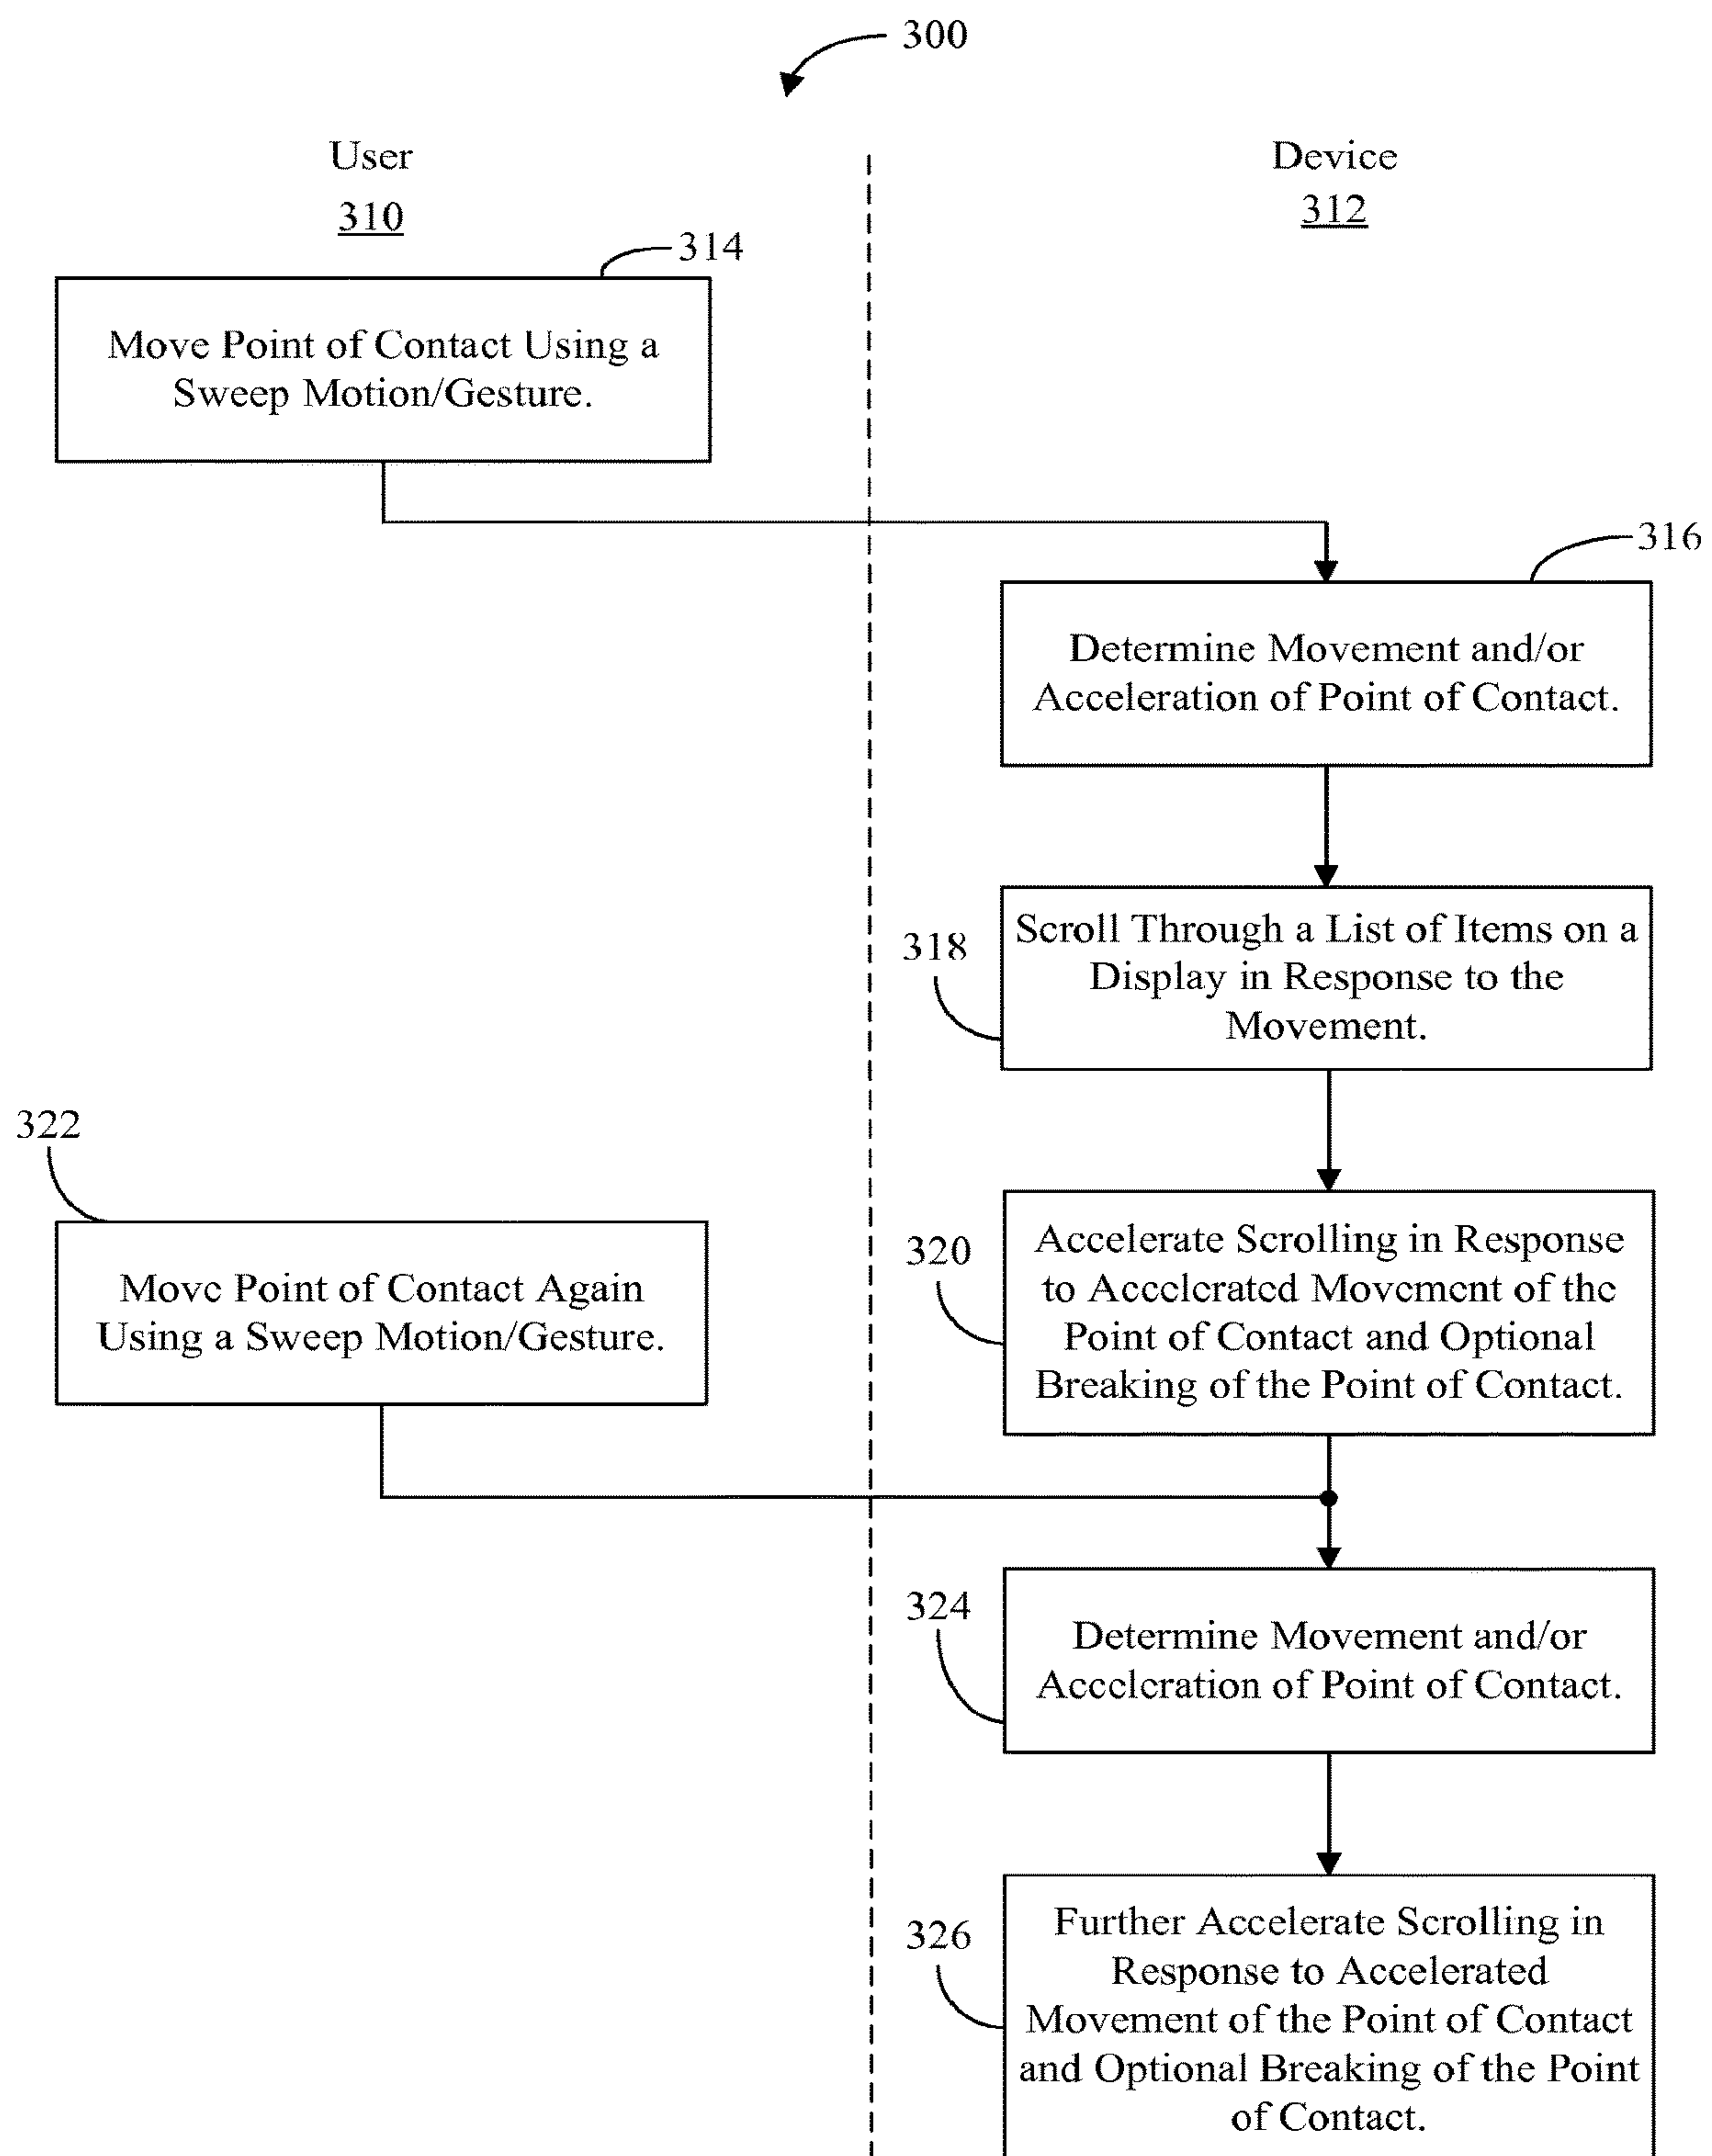 300
User
310
Device
312
314
Move Point of Contact Using a
Sweep Motion/Gesture.
316
Determine Movement and/or
Acceleration of Point of Contact.
318
Scroll Through a List of Items on a
Display in Response to the
Movement.
322
Move Point of Contact Again
Using a Sweep Motion/Gesture.
320
Accelerate Scrolling in Response
to Accelerated Movement of the
Point of Contact and Optional
Breaking of the Point of Contact.
324
Determine Movement and/or
Acceleration of Point of Contact.
326
Further Accelerate Scrolling in
Response to Accelerated
Movement of the Point of Contact
and Optional Breaking of the Point
of Contact.